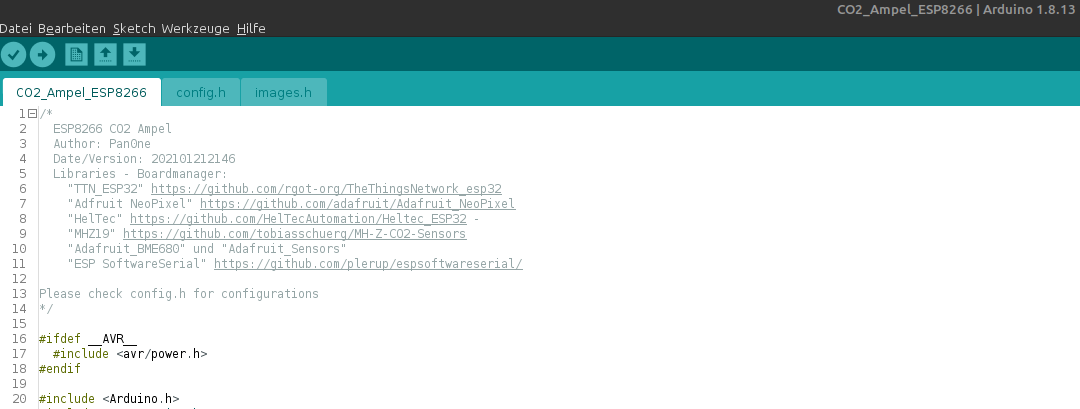 CO2_Ampel_ESP8266 | Arduino 1.8.13
Datei Bearbeiten Sketch Werkzeuge Hilfe
CO2_Ampel_ESP8266 config.h images.h
1 /*
2 ESP8266 CO2 Ampel
3 Author: Pan0ne
4 Date/Version: 202101212146
5 Libraries - Boardmanager:
6 "TTN_ESP32" https://github.com/rgot-org/TheThingsNetwork_esp32
7 "Adfruit NeoPixel" https://github.com/adafruit/Adafruit_NeoPixel
8 "HelTec" https://github.com/HelTecAutomation/Heltec_ESP32 -
9 "MHZ19" https://github.com/tobiasschuerg/MH-Z-CO2-Sensors
10 "Adafruit_BME680" und "Adafruit_Sensors"
11 "ESP SoftwareSerial" https://github.com/plerup/espsoftwareserial/
12
13 Please check config.h for configurations
14 */
15
16 #ifdef __AVR__
17 #include <avr/power.h>
18 #endif
19
20 #include <Arduino.h>